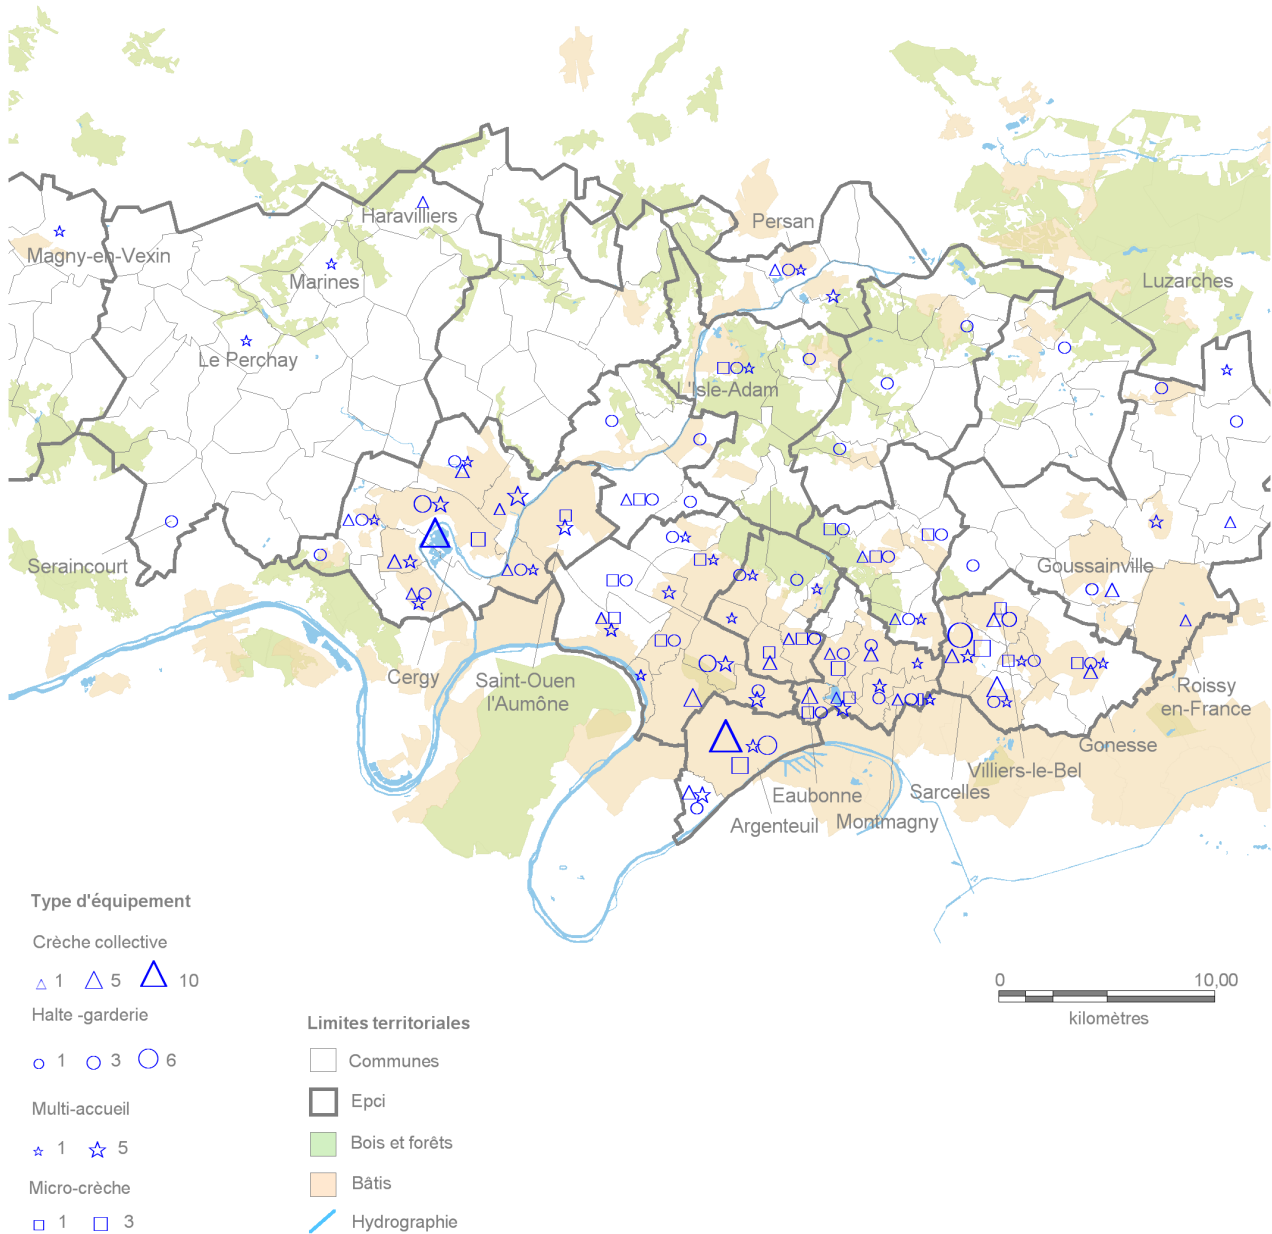 Persan
Haravilliers
Magny-en-Vexin
Marines
Luzarches
Le Perchay
L'Isle-Adam
Seraincourt
Goussainville
Cergy
Saint-Ouen
l'Aumône
Roissy
en-France
Gonesse
Villiers-le-Bel
Sarcelles
Eaubonne
Argenteuil
Montmagny
Type d'équipement
Crèche collective
1 5 10
Halte -garderie
1 3 6
Multi-accueil
1 5
Micro-crèche
1 3
Limites territoriales
Communes
Epci
Bois et forêts
Bâtis
Hydrographie
0 10,00
kilomètres